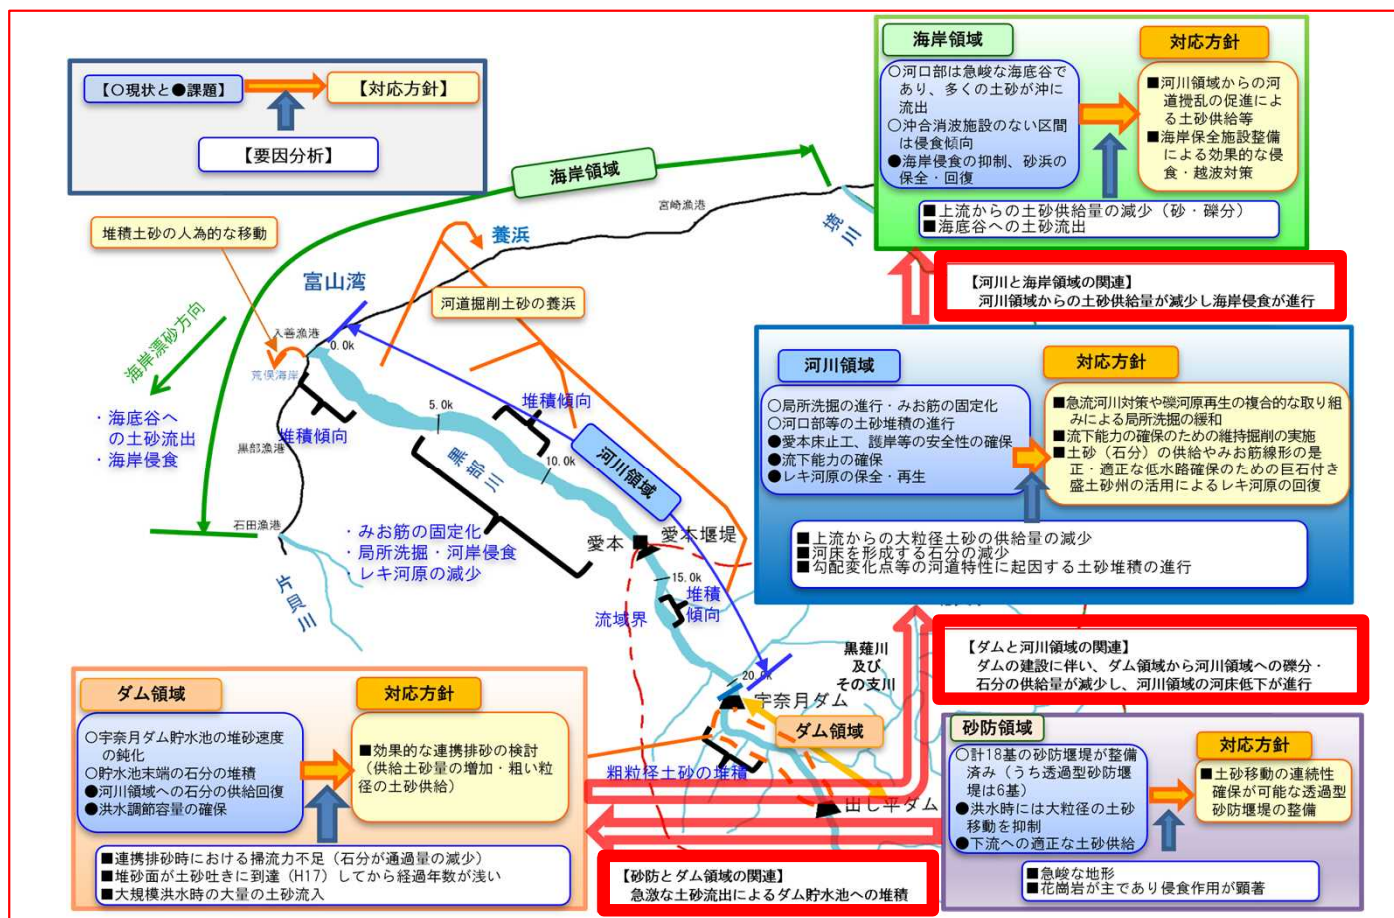 【○現状と●課題】
【対応方針】
【要因分析】
海岸領域
対応方針
○河口部は急峻な海底谷で
あり、多くの土砂が沖に
流出
○沖合消波施設のない区間
は侵食傾向
●海岸侵食の抑制、砂浜の
保全・回復
■河川領域からの河
道攪乱の促進によ
る土砂供給等
■海岸保全施設整備
による効果的な侵
食・越波対策
■上流からの土砂供給量の減少（砂・礫分）
■海底谷への土砂流出
【河川と海岸領域の関連】
河川領域からの土砂供給量が減少し海岸侵食が進行
河川領域
対応方針
○局所洗掘の進行・みお筋の固定化
○河口部等の土砂堆積の進行
●愛本床止工、護岸等の安全性の確保
●流下能力の確保
●レキ河原の保全・再生
■急流河川対策や礫河原再生の複合的な取り組
みによる局所洗掘の緩和
■流下能力の確保のための維持掘削の実施
■土砂（石分）の供給やみお筋線形の是
正・適正な低水路確保のための巨石付き
盛土砂州の活用によるレキ河原の回復
■上流からの大粒径土砂の供給量の減少
■河床を形成する石分の減少
■勾配変化点等の河道特性に起因する土砂堆積の進行
【ダムと河川領域の関連】
ダムの建設に伴い、ダム領域から河川領域への礫分・
石分の供給量が減少し、河川領域の河床低下が進行
砂防領域
対応方針
○計18基の砂防堰堤が整備
済み（うち透過型砂防堰
堤は6基）
●洪水時には大粒径の土砂
移動を抑制
●下流への適正な土砂供給
■土砂移動の連続性
確保が可能な透過型
砂防堰堤の整備
■急峻な地形
■花崗岩が主であり侵食作用が顕著
【砂防とダム領域の関連】
急激な土砂流出によるダム貯水池への堆積
ダム領域
対応方針
○宇奈月ダム貯水池の堆砂速度
の鈍化
○貯水池末端の石分の堆積
●河川領域への石分の供給回復
●洪水調節容量の確保
■効果的な連携排砂の検討
（供給土砂量の増加・粗い粒
径の土砂供給）
■連携排砂時における掃流力不足（石分が通過量の減少）
■堆砂面が土砂吐きに到達（H17）してから経過年数が浅い
■大規模洪水時の大量の土砂流入
海岸領域
宮崎漁港
境川
堆積土砂の人為的な移動
養浜
富山湾
河道掘削土砂の養浜
海岸漂砂方向
入善漁港
0.0k
荒俣海岸
・海底谷へ
の土砂流出
・海岸侵食
堆積傾向
5.0k
堆積傾向
黒部漁港
黒部川
10.0k
河川領域
石田漁港
片貝川
・みお筋の固定化
・局所洗掘・河岸侵食
・レキ河原の減少
愛本
愛本堰堤
15.0k
堆積
傾向
流域界
黒薙川
及び
その支川
20.0k
宇奈月ダム
ダム領域
粗粒径土砂の堆積
出し平ダム